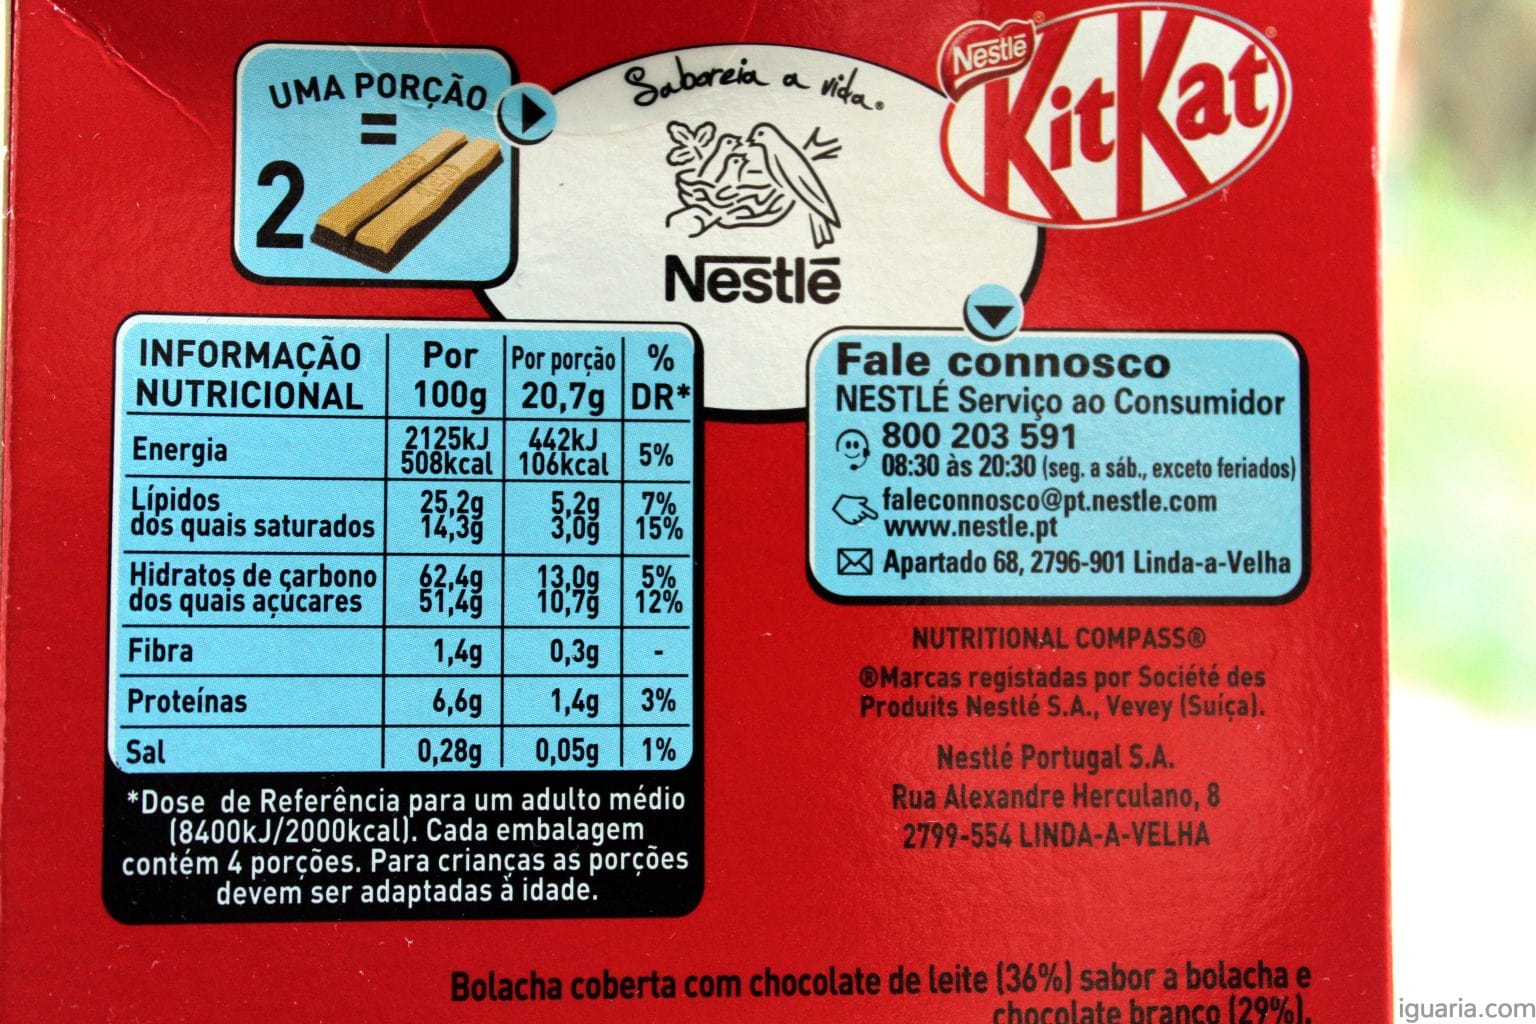 UMA PORÇÃO
=
2
Saboreia a vida.
Nestlé
Nestlé
KitKat
INFORMAÇÃO NUTRICIONAL Por 100g Por porção 20,7g % DR*
Energia 2125kJ 508kcal 442kJ 106kcal 5%
Lípidos 25,2g 5,2g 7%
dos quais saturados 14,3g 3,0g 15%
Hidratos de carbono 62,4g 13,0g 5%
dos quais açúcares 51,4g 10,7g 12%
Fibra 1,4g 0,3g -
Proteínas 6,6g 1,4g 3%
Sal 0,28g 0,05g 1%
*Dose de Referência para um adulto médio
(8400kJ/2000kcal). Cada embalagem
contém 4 porções. Para crianças as porções
devem ser adaptadas à idade.
Fale connosco
NESTLÉ Serviço ao Consumidor
800 203 591
08:30 às 20:30 (seg. a sáb., exceto feriados)
faleconnosco@pt.nestle.com
www.nestle.pt
Apartado 68, 2796-901 Linda-a-Velha
NUTRITIONAL COMPASS®
®Marcas registadas por Société des
Produits Nestlé S.A., Vevey (Suíça).
Nestlé Portugal S.A.
Rua Alexandre Herculano, 8
2799-554 LINDA-A-VELHA
Bolacha coberta com chocolate de leite (36%) sabor a bolacha e
chocolate branco (29%).
iguaria.com